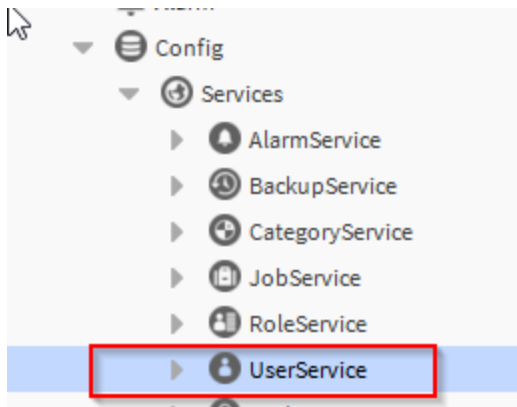 Config
Services
AlarmService
BackupService
CategoryService
JobService
RoleService
UserService